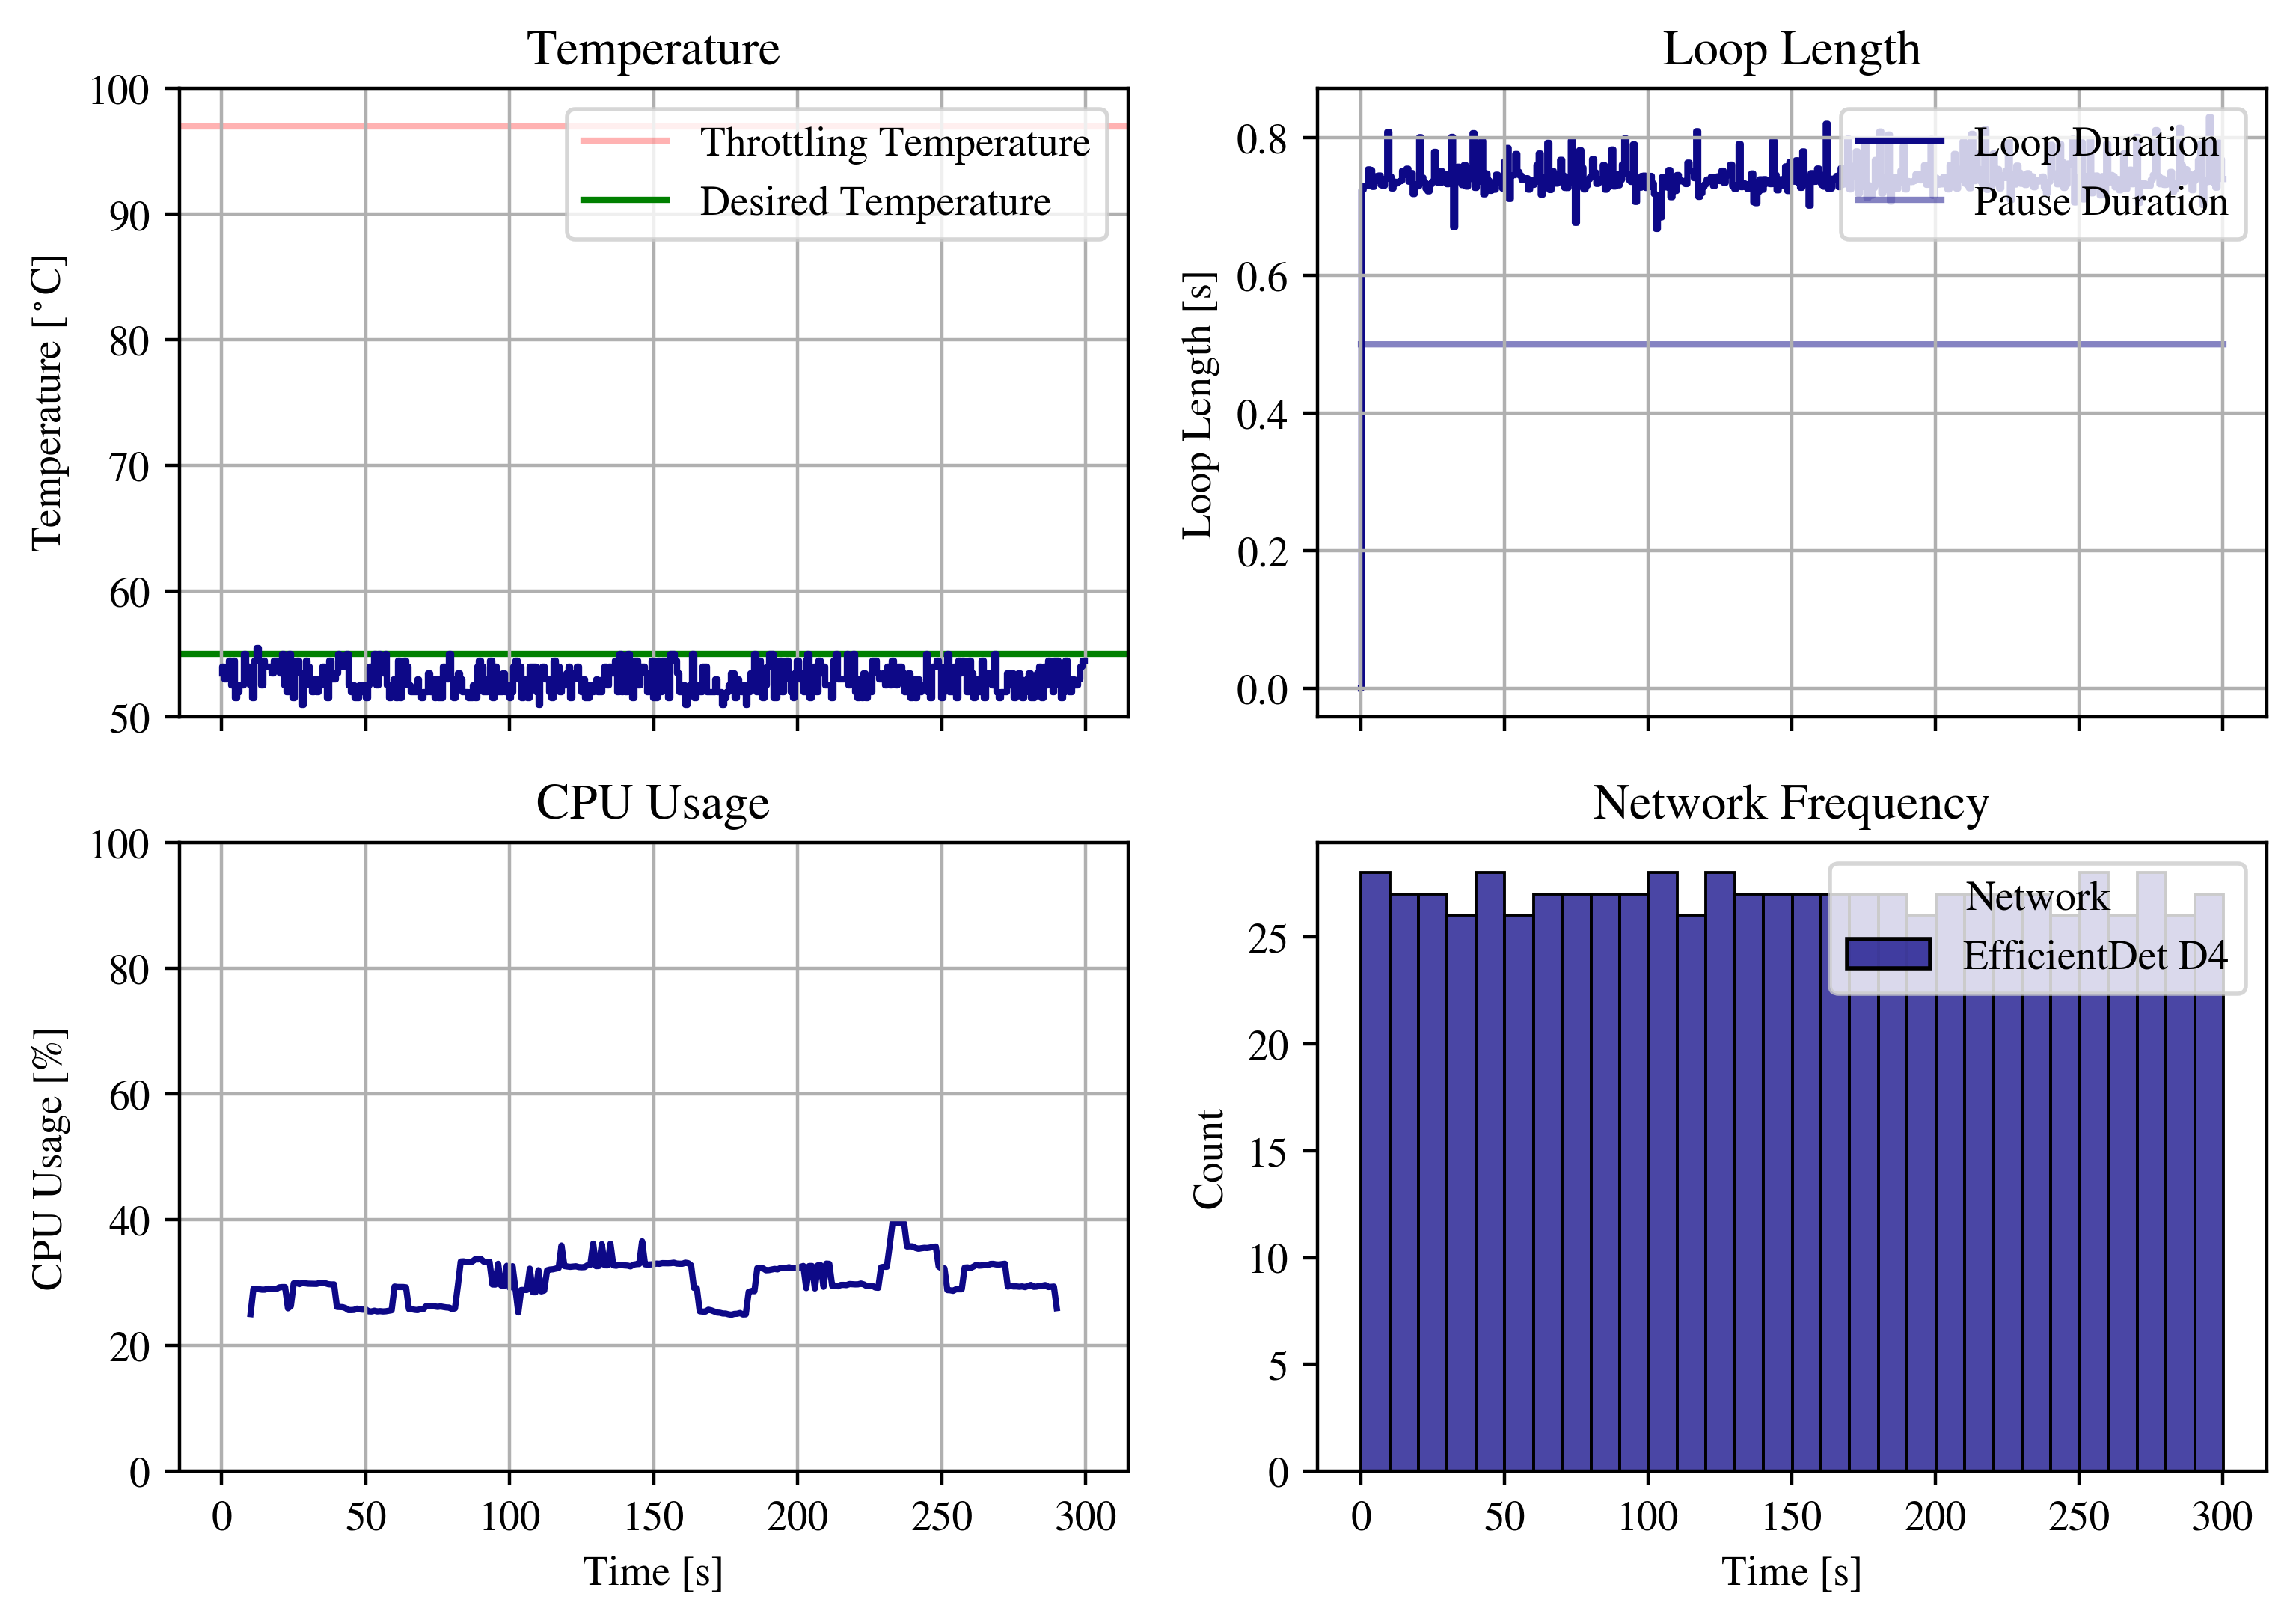 Temperature
100
90
80
70
60
50
Temperature [°C]
Throttling Temperature
Desired Temperature
Loop Length
0.8
0.6
0.4
0.2
0.0
Loop Length [s]
Loop Duration
Pause Duration
CPU Usage
100
80
60
40
20
0
CPU Usage [%]
0 50 100 150 200 250 300
Time [s]
Network Frequency
25
20
15
10
5
0
Count
Network
EfficientDet D4
0 50 100 150 200 250 300
Time [s]